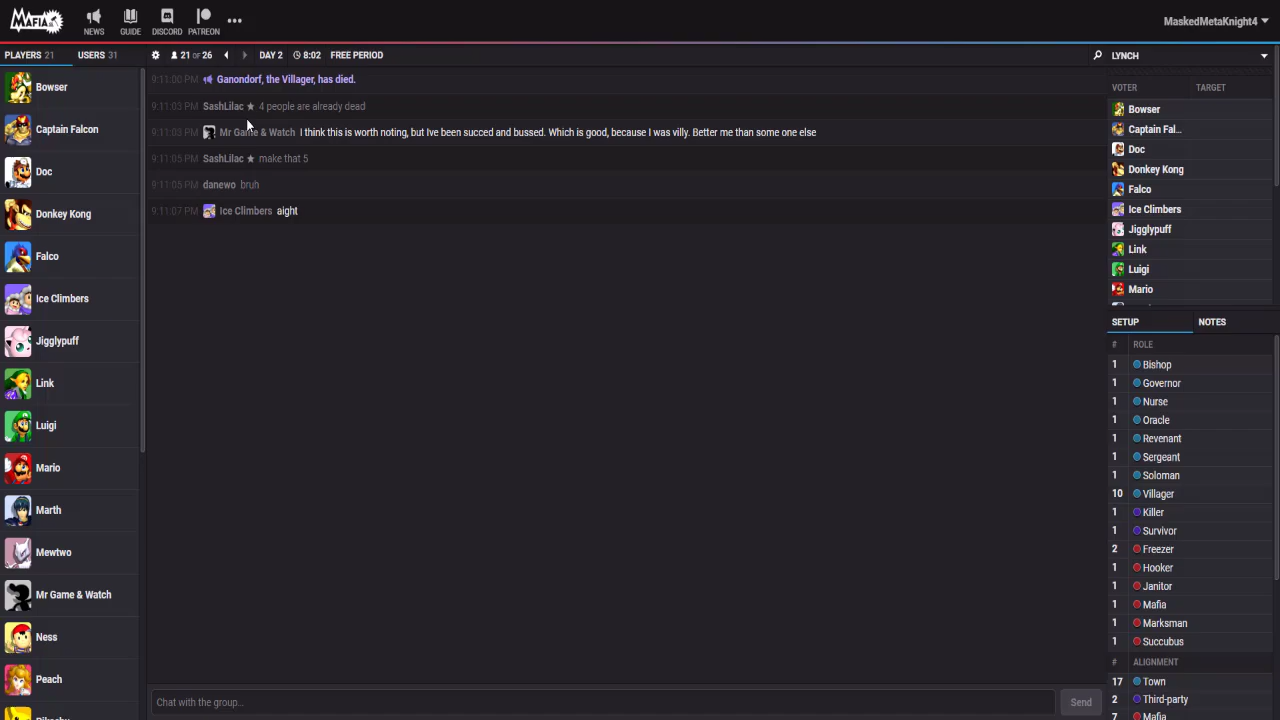 MAFIA
NEWS
GUIDE
DISCORD
PATREON
MaskedMetaKnight4
PLAYERS 21
USERS 31
21 OF 26
DAY 2
8:02
FREE PERIOD
LYNCH
Bowser
Captain Falcon
Doc
Donkey Kong
Falco
Ice Climbers
Jigglypuff
Link
Luigi
Mario
Marth
Mewtwo
Mr Game & Watch
Ness
Peach
9:11:00 PM Ganondorf, the Villager, has died.
9:11:03 PM SashLilac ★ 4 people are already dead
9:11:03 PM Mr Game & Watch I think this is worth noting, but Ive been succed and bussed. Which is good, because I was villy. Better me than some one else
9:11:05 PM SashLilac ★ make that 5
9:11:05 PM danewo bruh
9:11:07 PM Ice Climbers aight
Chat with the group...
Send
VOTER TARGET
Bowser
Captain Fal...
Doc
Donkey Kong
Falco
Ice Climbers
Jigglypuff
Link
Luigi
Mario
SETUP NOTES
# ROLE
1 Bishop
1 Governor
1 Nurse
1 Oracle
1 Revenant
1 Sergeant
1 Soloman
10 Villager
1 Killer
1 Survivor
2 Freezer
1 Hooker
1 Janitor
1 Mafia
1 Marksman
1 Succubus
# ALIGNMENT
17 Town
2 Third-party
7 Mafia